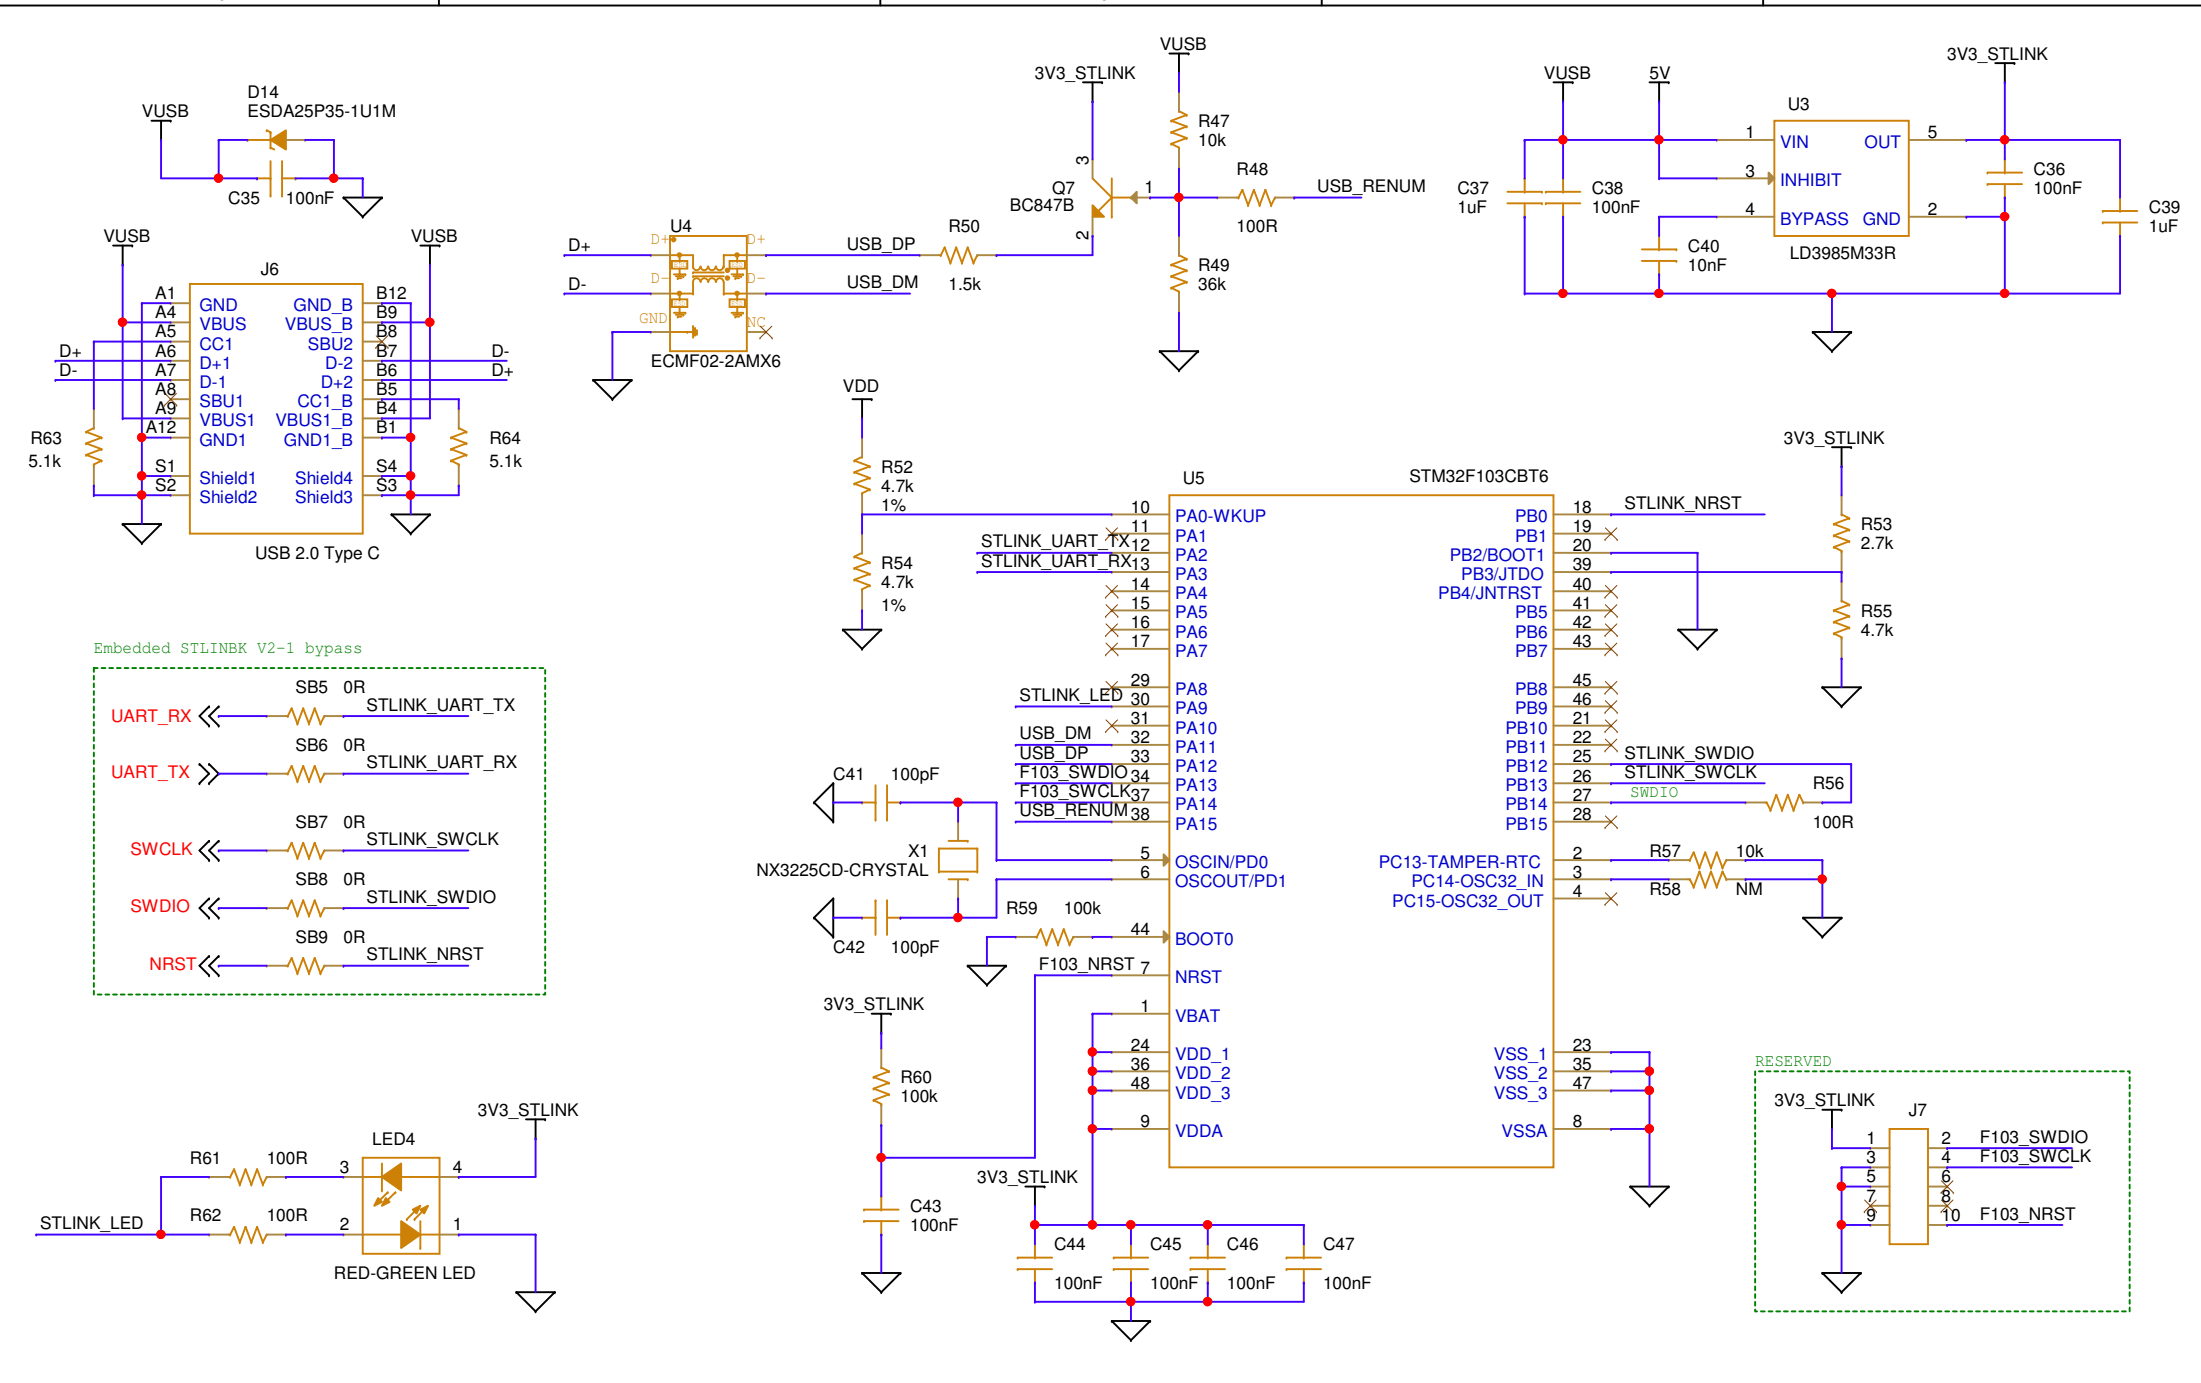 D14
ESDA25P35-1U1M
VUSB
C35
100nF
VUSB
VUSB
J6
A1
GND
GND_B
B12
A4
VBUS
VBUS_B
B9
A5
CC1
SBU2
B8
D+
A6
D+1
D-2
B7
D-
D-
A7
D-1
D+2
B6
D+
A8
SBU1
CC1_B
B5
A9
VBUS1
VBUS1_B
B4
A12
GND1
GND1_B
B1
S1
Shield1
Shield4
S4
S2
Shield2
Shield3
S3
R63
5.1k
R64
5.1k
USB 2.0 Type C
U4
D+
D+
D+
D-
D-
D-
GND
NC
ECMF02-2AMX6
USB_DP
USB_DM
R50
1.5k
3V3_STLINK
3
Q7
BC847B
1
2
VUSB
R47
10k
R48
100R
USB_RENUM
R49
36k
VUSB
5V
3V3_STLINK
U3
1
VIN
OUT
5
3
INHIBIT
4
BYPASS
GND
2
LD3985M33R
C37
1uF
C38
100nF
C40
10nF
C36
100nF
C39
1uF
VDD
R52
4.7k
1%
R54
4.7k
1%
U5
STM32F103CBT6
10
PA0-WKUP
11
PA1
STLINK_UART_TX
12
PA2
STLINK_UART_RX
13
PA3
14
PA4
15
PA5
16
PA6
17
PA7
29
PA8
STLINK_LED
30
PA9
31
PA10
USB_DM
32
PA11
USB_DP
33
PA12
F103_SWDIO
34
PA13
F103_SWCLK
37
PA14
USB_RENUM
38
PA15
5
OSCIN/PD0
6
OSCOUT/PD1
44
BOOT0
F103_NRST
7
NRST
1
VBAT
24
VDD_1
36
VDD_2
48
VDD_3
9
VDDA
PB0
18
STLINK_NRST
PB1
19
PB2/BOOT1
20
PB3/JTDO
39
PB4/JNTRST
40
PB5
41
PB6
42
PB7
43
PB8
45
PB9
46
PB10
21
PB11
22
PB12
25
STLINK_SWDIO
PB13
26
STLINK_SWCLK
PB14
27
SWDIO
PB15
28
R56
100R
PC13-TAMPER-RTC
2
R57
10k
PC14-OSC32_IN
3
R58
NM
PC15-OSC32_OUT
4
VSS_1
23
VSS_2
35
VSS_3
47
VSSA
8
3V3_STLINK
R53
2.7k
R55
4.7k
C41
100pF
X1
NX3225CD-CRYSTAL
C42
100pF
R59
100k
3V3_STLINK
R60
100k
C43
100nF
3V3_STLINK
C44
100nF
C45
100nF
C46
100nF
C47
100nF
Embedded STLINBK V2-1 bypass
SB5 0R
UART_RX
STLINK_UART_TX
SB6 0R
UART_TX
STLINK_UART_RX
SB7 0R
SWCLK
STLINK_SWCLK
SB8 0R
SWDIO
STLINK_SWDIO
SB9 0R
NRST
STLINK_NRST
3V3_STLINK
LED4
R61
100R
3
4
R62
100R
2
1
STLINK_LED
RED-GREEN LED
RESERVED
3V3_STLINK
J7
1
2
F103_SWDIO
3
4
F103_SWCLK
5
6
7
8
9
10
F103_NRST